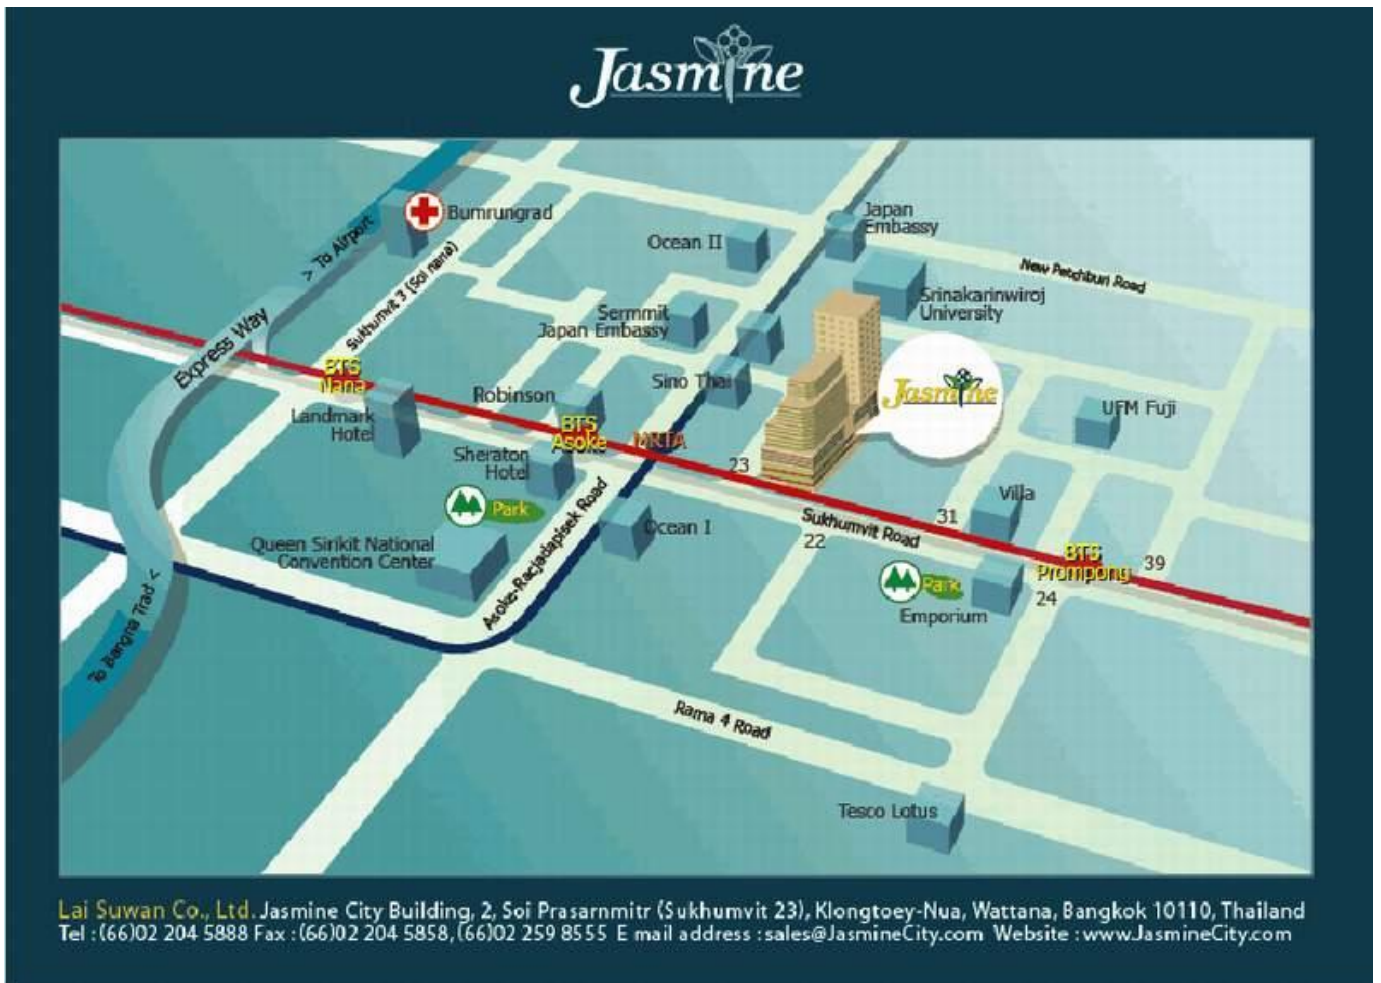 Jasmine
Bumrungrad
> To Airport
Sukhumvit 3 (Soi nana)
Express Way
Ocean II
Japan
Embassy
New Petchburi Road
Srinakarinwiroj
University
Sermmit
Japan Embassy
Sino Thai
Jasmine
BTS
Nana
Landmark
Hotel
Robinson
BTS
Asoke
MRTA
UFM Fuji
Sheraton
Hotel
23
Park
Villa
Ocean I
31
Sukhumvit Road
22
Queen Sirikit National
Convention Center
Asoke-Racjadapisek Road
BTS
Prompong
39
Park
24
Emporium
To Bangna Trad <
Rama 4 Road
Tesco Lotus
Lai Suwan Co., Ltd. Jasmine City Building, 2, Soi Prasarnmitr (Sukhumvit 23), Klongtoey-Nua, Wattana, Bangkok 10110, Thailand
Tel :(66)02 204 5888 Fax :(66)02 204 5858,(66)02 259 8555 E mail address :sales@JasmineCity.com Website :www.JasmineCity.com